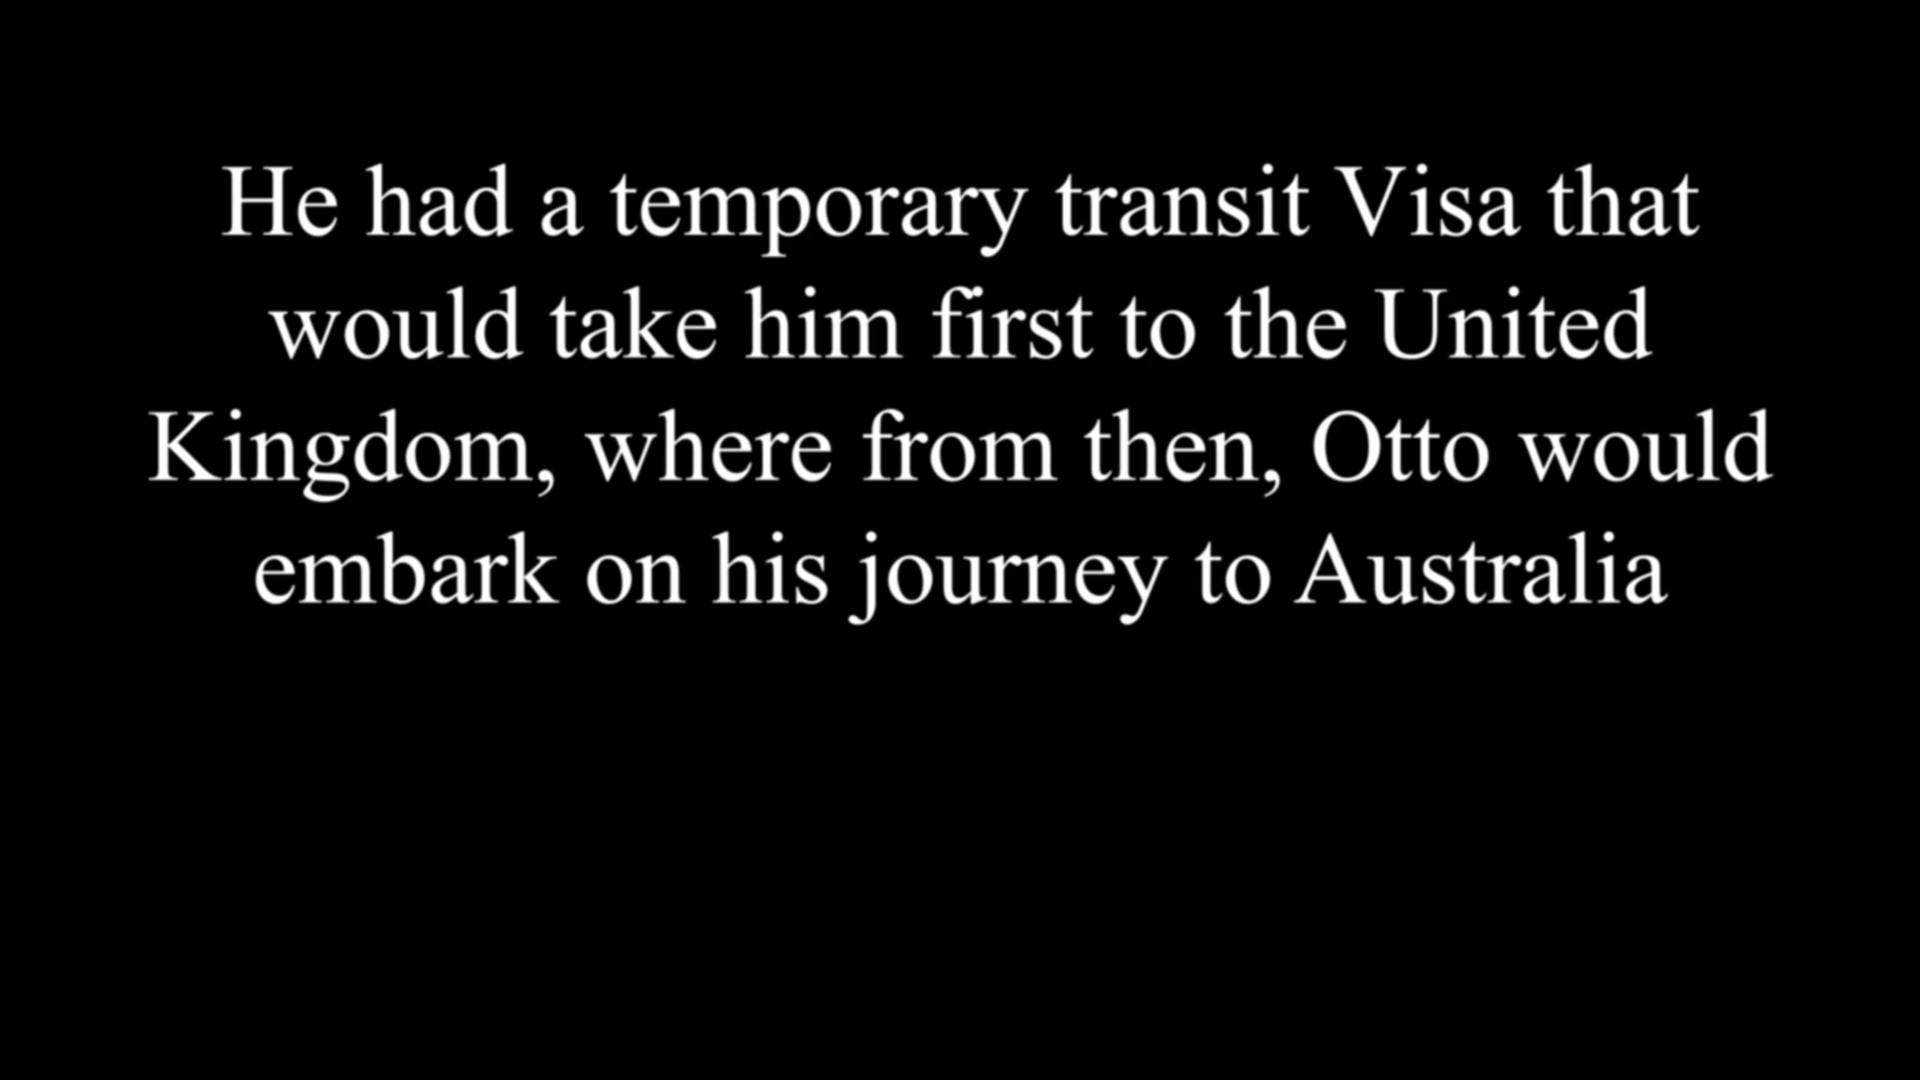 He had a temporary transit Visa that
would take him first to the United
Kingdom, where from then, Otto would
embark on his journey to Australia